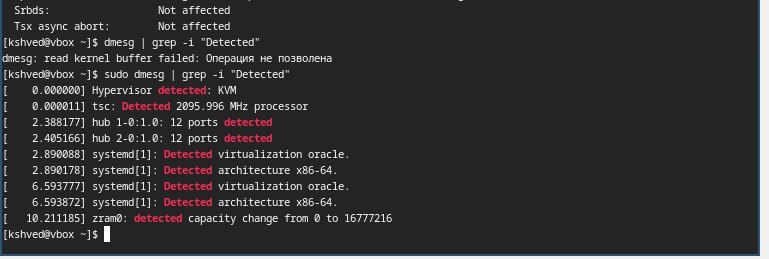 Srbds: Not affected
Tsx async abort: Not affected
[kshved@vbox ~]$ dmesg | grep -i "Detected"
dmesg: read kernel buffer failed: Операция не позволена
[kshved@vbox ~]$ sudo dmesg | grep -i "Detected"
[    0.000000] Hypervisor detected: KVM
[    0.000011] tsc: Detected 2095.996 MHz processor
[    2.388177] hub 1-0:1.0: 12 ports detected
[    2.405166] hub 2-0:1.0: 12 ports detected
[    2.890088] systemd[1]: Detected virtualization oracle.
[    2.890178] systemd[1]: Detected architecture x86-64.
[    6.593777] systemd[1]: Detected virtualization oracle.
[    6.593872] systemd[1]: Detected architecture x86-64.
[   10.211185] zram0: detected capacity change from 0 to 16777216
[kshved@vbox ~]$